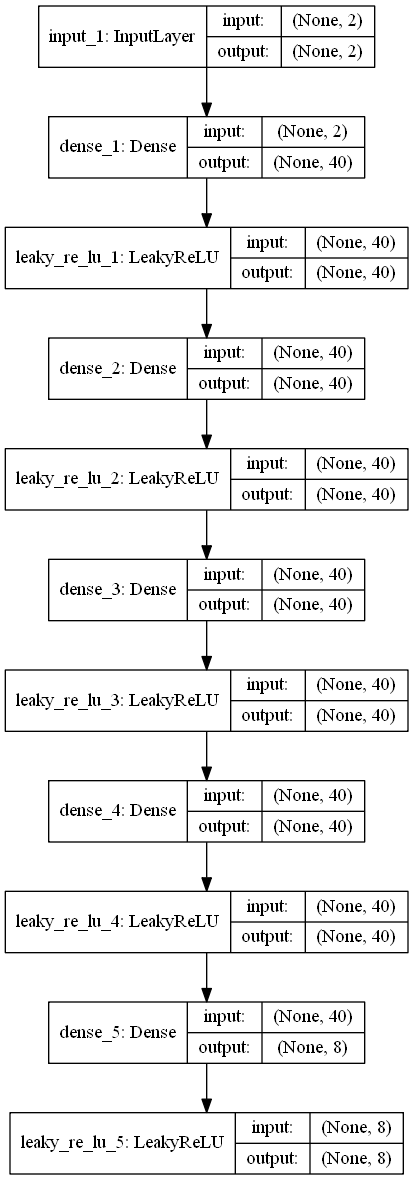 input_1: InputLayer
input: (None, 2)
output: (None, 2)
dense_1: Dense
input: (None, 2)
output: (None, 40)
leaky_re_lu_1: LeakyReLU
input: (None, 40)
output: (None, 40)
dense_2: Dense
input: (None, 40)
output: (None, 40)
leaky_re_lu_2: LeakyReLU
input: (None, 40)
output: (None, 40)
dense_3: Dense
input: (None, 40)
output: (None, 40)
leaky_re_lu_3: LeakyReLU
input: (None, 40)
output: (None, 40)
dense_4: Dense
input: (None, 40)
output: (None, 40)
leaky_re_lu_4: LeakyReLU
input: (None, 40)
output: (None, 40)
dense_5: Dense
input: (None, 40)
output: (None, 8)
leaky_re_lu_5: LeakyReLU
input: (None, 8)
output: (None, 8)